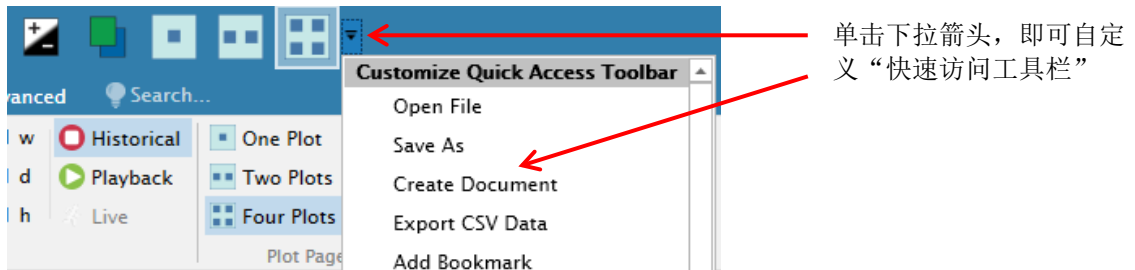 单击下拉箭头，即可自定
义“快速访问工具栏”
Customize Quick Access Toolbar
vanced Search...
Open File
w Historical One Plot
Save As
d Playback Two Plots
Create Document
h Live Four Plots
Export CSV Data
Plot Page
Add Bookmark